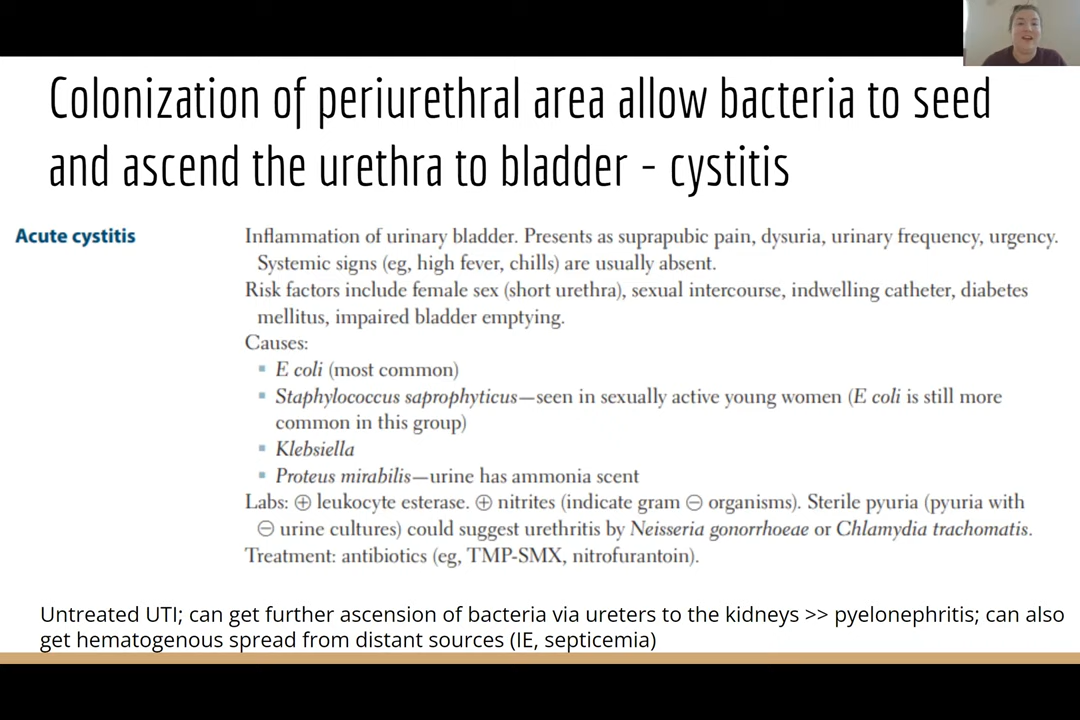 Colonization of periurethral area allow bacteria to seed
and ascend the urethra to bladder - cystitis
Acute cystitis
Inflammation of urinary bladder. Presents as suprapubic pain, dysuria, urinary frequency, urgency.
Systemic signs (eg, high fever, chills) are usually absent.
Risk factors include female sex (short urethra), sexual intercourse, indwelling catheter, diabetes
mellitus, impaired bladder emptying.
Causes:
▪ E coli (most common)
▪ Staphylococcus saprophyticus—seen in sexually active young women (E coli is still more
common in this group)
▪ Klebsiella
▪ Proteus mirabilis—urine has ammonia scent
Labs: ⊕ leukocyte esterase. ⊕ nitrites (indicate gram ⊖ organisms). Sterile pyuria (pyuria with
⊖ urine cultures) could suggest urethritis by Neisseria gonorrhoeae or Chlamydia trachomatis.
Treatment: antibiotics (eg, TMP-SMX, nitrofurantoin).
Untreated UTI; can get further ascension of bacteria via ureters to the kidneys >> pyelonephritis; can also
get hematogenous spread from distant sources (IE, septicemia)